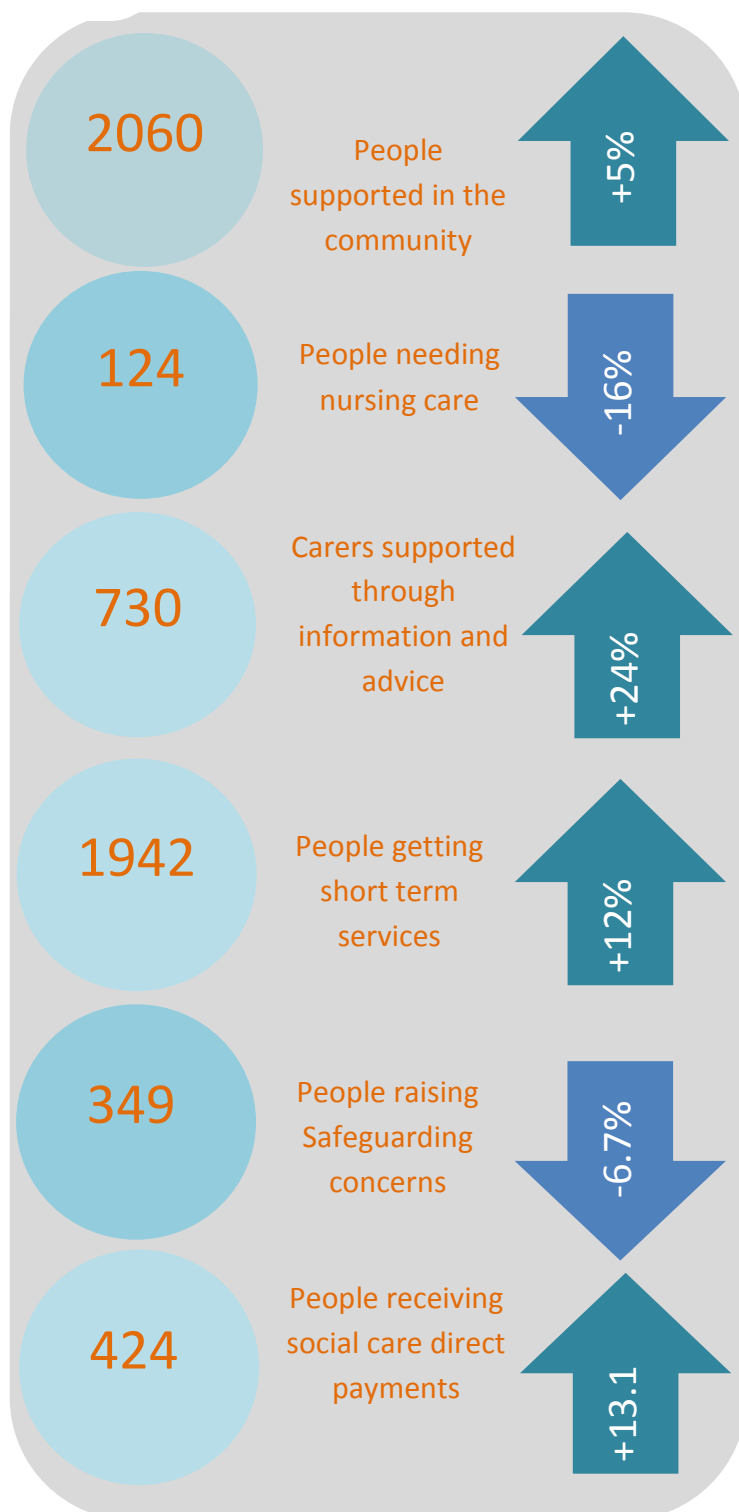 2060
People
supported in the
community
+5%
124
People needing
nursing care
-16%
730
Carers supported
through
information and
advice
+24%
1942
People getting
short term
services
+12%
349
People raising
Safeguarding
concerns
-6.7%
424
People receiving
social care direct
payments
+13.1